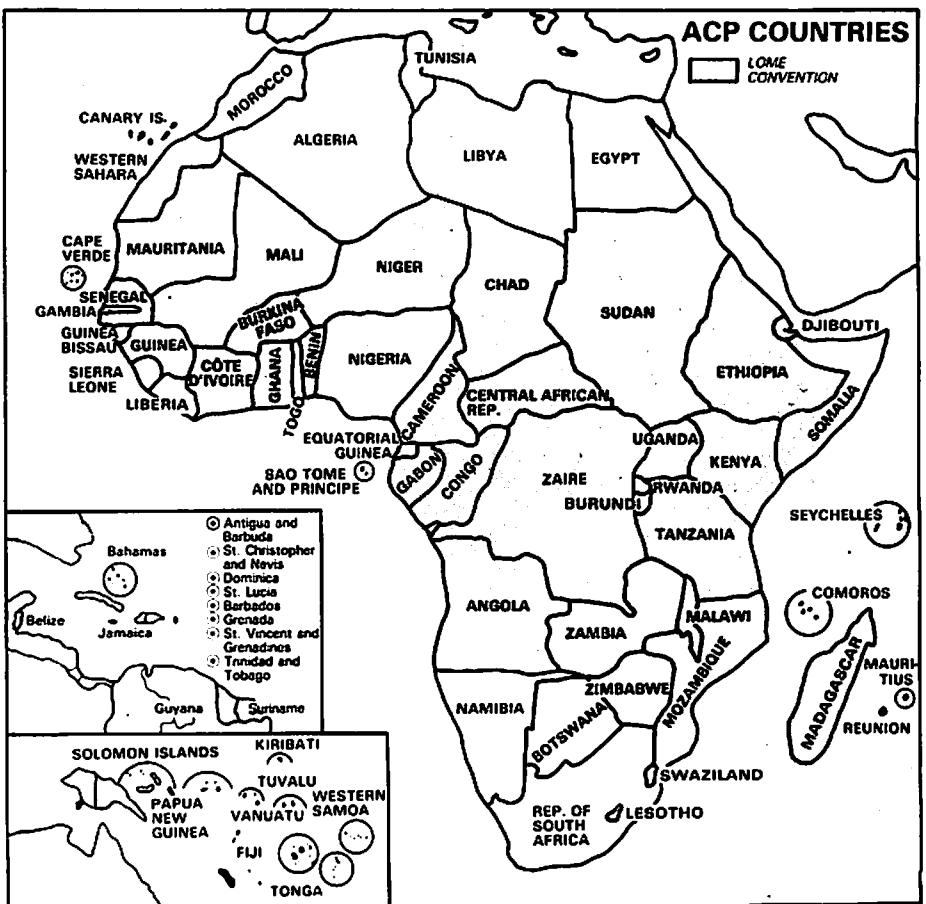 ACP COUNTRIES
LOME
CONVENTION
TUNISIA
MOROCCO
CANARY IS.
ALGERIA
LIBYA
EGYPT
WESTERN
SAHARA
CAPE
VERDE
MAURITANIA
MALI
NIGER
CHAD
SUDAN
SENEGAL
GAMBIA
BURKINA
FASO
DJIBOUTI
GUINEA
BISSAU
GUINEA
CÔTE
D'IVOIRE
GHANA
TOGO
BENIN
NIGERIA
ETHIOPIA
SIERRA
LEONE
LIBERIA
CAMEROON
CENTRAL AFRICAN
REP.
SOMALIA
EQUATORIAL
GUINEA
UGANDA
KENYA
SAO TOME
AND PRINCIPE
GABON
CONGO
ZAIRE
RWANDA
BURUNDI
TANZANIA
SEYCHELLES
COMOROS
ANGOLA
ZAMBIA
MALAWI
MOZAMBIQUE
MADAGASCAR
MAURI-
TIUS
REUNION
NAMIBIA
ZIMBABWE
BOTSWANA
SWAZILAND
LESOTHO
REP. OF
SOUTH
AFRICA
Bahamas
Belize
Jamaica
Antigua and
Barbuda
St. Christopher
and Nevis
Dominica
St. Lucia
Barbados
Grenada
St. Vincent and
Grenadines
Trinidad and
Tobago
Guyana
Suriname
KIRIBATI
SOLOMON ISLANDS
TUVALU
PAPUA
NEW
GUINEA
VANUATU
WESTERN
SAMOA
FIJI
TONGA